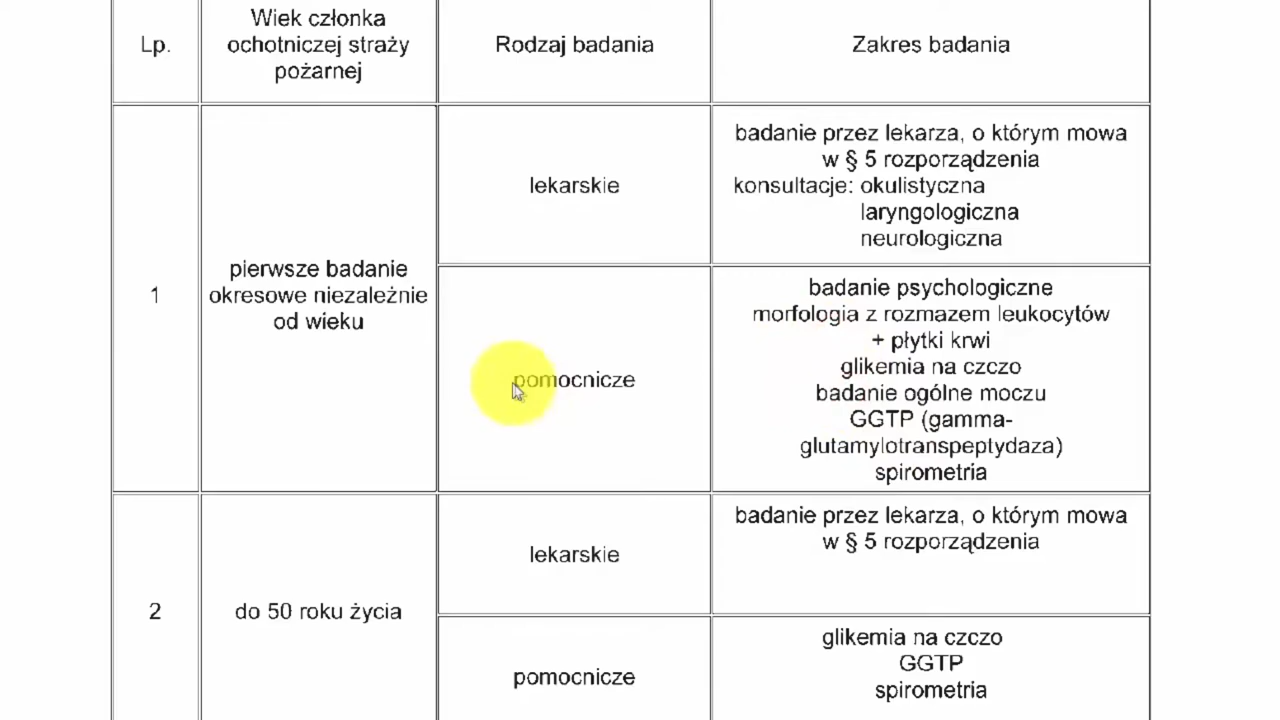 Lp.
Wiek członka
ochotniczej straży
pożarnej
Rodzaj badania
Zakres badania
1
pierwsze badanie
okresowe niezależnie
od wieku
lekarskie
badanie przez lekarza, o którym mowa
w § 5 rozporządzenia
konsultacje: okulistyczna
laryngologiczna
neurologiczna
pomocnicze
badanie psychologiczne
morfologia z rozmazem leukocytów
+ płytki krwi
glikemia na czczo
badanie ogólne moczu
GGTP (gamma-
glutamylotranspeptydaza)
spirometria
2
do 50 roku życia
lekarskie
badanie przez lekarza, o którym mowa
w § 5 rozporządzenia
pomocnicze
glikemia na czczo
GGTP
spirometria